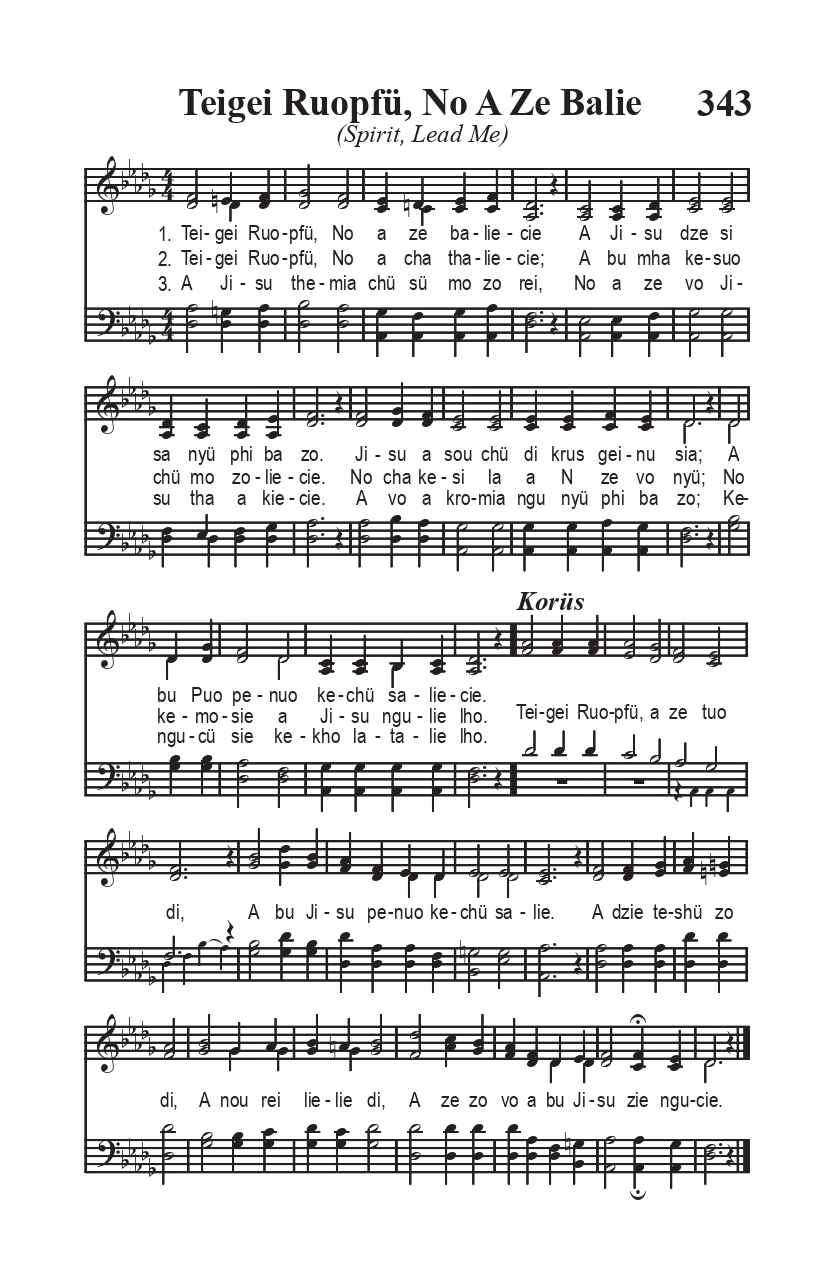 Teigei Ruopfü, No A Ze Balie 343
(Spirit, Lead Me)
1. Tei - gei Ruo-pfü, No a ze ba-lie-cie A Ji - su dze si
2. Tei - gei Ruo-pfü, No a cha tha-lie-cie; A bu mha ke-suo
3. A Ji - su the-mia chü sü mo zo rei, No a ze vo Ji-
sa nyü phi ba zo. Ji-su a sou chü di krus gei-nu sia; A
chü mo zo-lie-cie. No cha ke-si la a N ze vo nyü; No
su tha a kie-cie. A vo a kro-mia ngu nyü phi ba zo; Ke-
Korüs
bu Puo pe-nuo ke-chü sa-lie-cie.
ke-mo-sie a Ji-su ngu-lie lho. Tei-gei Ruo-pfü, a ze tuo
ngu-cü sie ke-kho la-ta-lie lho.
di, A bu Ji-su pe-nuo ke-chü sa-lie. A dzie te-shü zo
di, A nou rei lie-lie di, A ze zo vo a bu Ji-su zie ngu-cie.